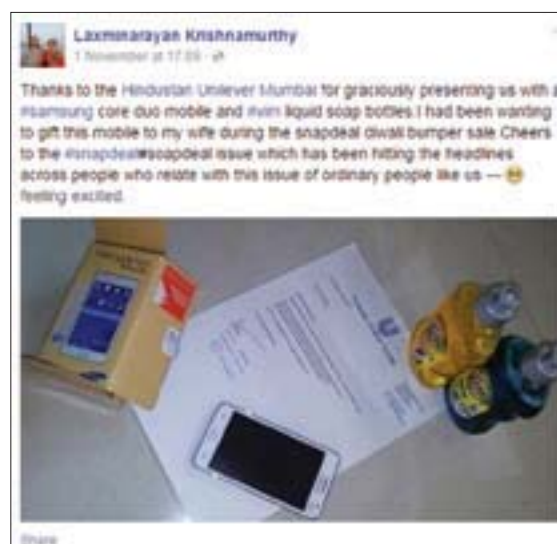 Laxminarayan Krishnamurthy
1 November at 17:09
Thanks to the Hindustan Unilever Mumbai for graciously presenting us with a
#samsung core duo mobile and #vim liquid soap bottles.I had been wanting
to gift this mobile to my wife during the snapdeal diwali bumper sale.Cheers
to the #snapdeal#soapdeal issue which has been hitting the headlines
across people who relate with this issue of ordinary people like us —
feeling excited.
Share